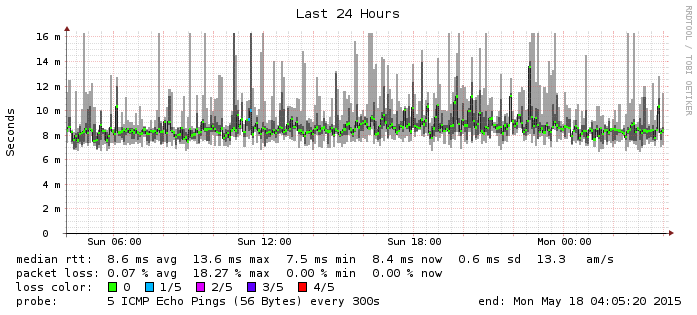 Last 24 Hours
RRDTOOL / TOBI OETIKER
Seconds
16 m
14 m
12 m
10 m
8 m
6 m
4 m
2 m
0
Sun 06:00 Sun 12:00 Sun 18:00 Mon 00:00
median rtt: 8.6 ms avg 13.6 ms max 7.5 ms min 8.4 ms now 0.6 ms sd 13.3 am/s
packet loss: 0.07 % avg 18.27 % max 0.00 % min 0.00 % now
loss color: 0 1/5 2/5 3/5 4/5
probe: 5 ICMP Echo Pings (56 Bytes) every 300s end: Mon May 18 04:05:20 2015